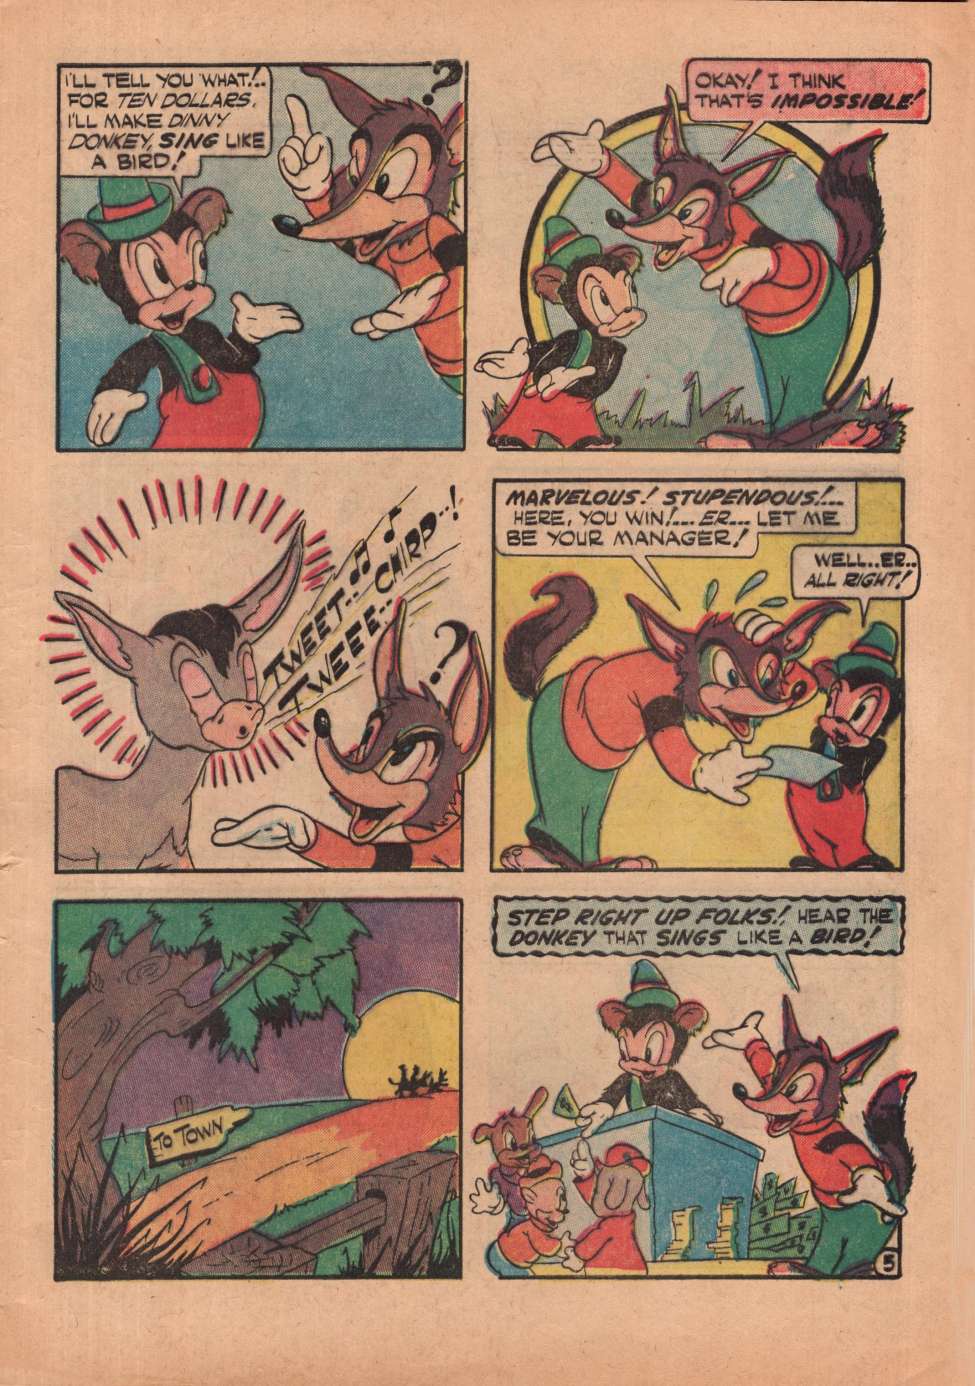 I'LL TELL YOU WHAT!..
FOR TEN DOLLARS,
I'LL MAKE DINNY
DONKEY, SING LIKE
A BIRD!
?
OKAY! I THINK
THAT'S IMPOSSIBLE!
TWEET.. CHIRP..!
TWEEE..
?
MARVELOUS! STUPENDOUS!...
HERE, YOU WIN!... ER... LET ME
BE YOUR MANAGER!
WELL..ER..
ALL RIGHT!
TO TOWN
STEP RIGHT UP FOLKS! HEAR THE
DONKEY THAT SINGS LIKE A BIRD!
5